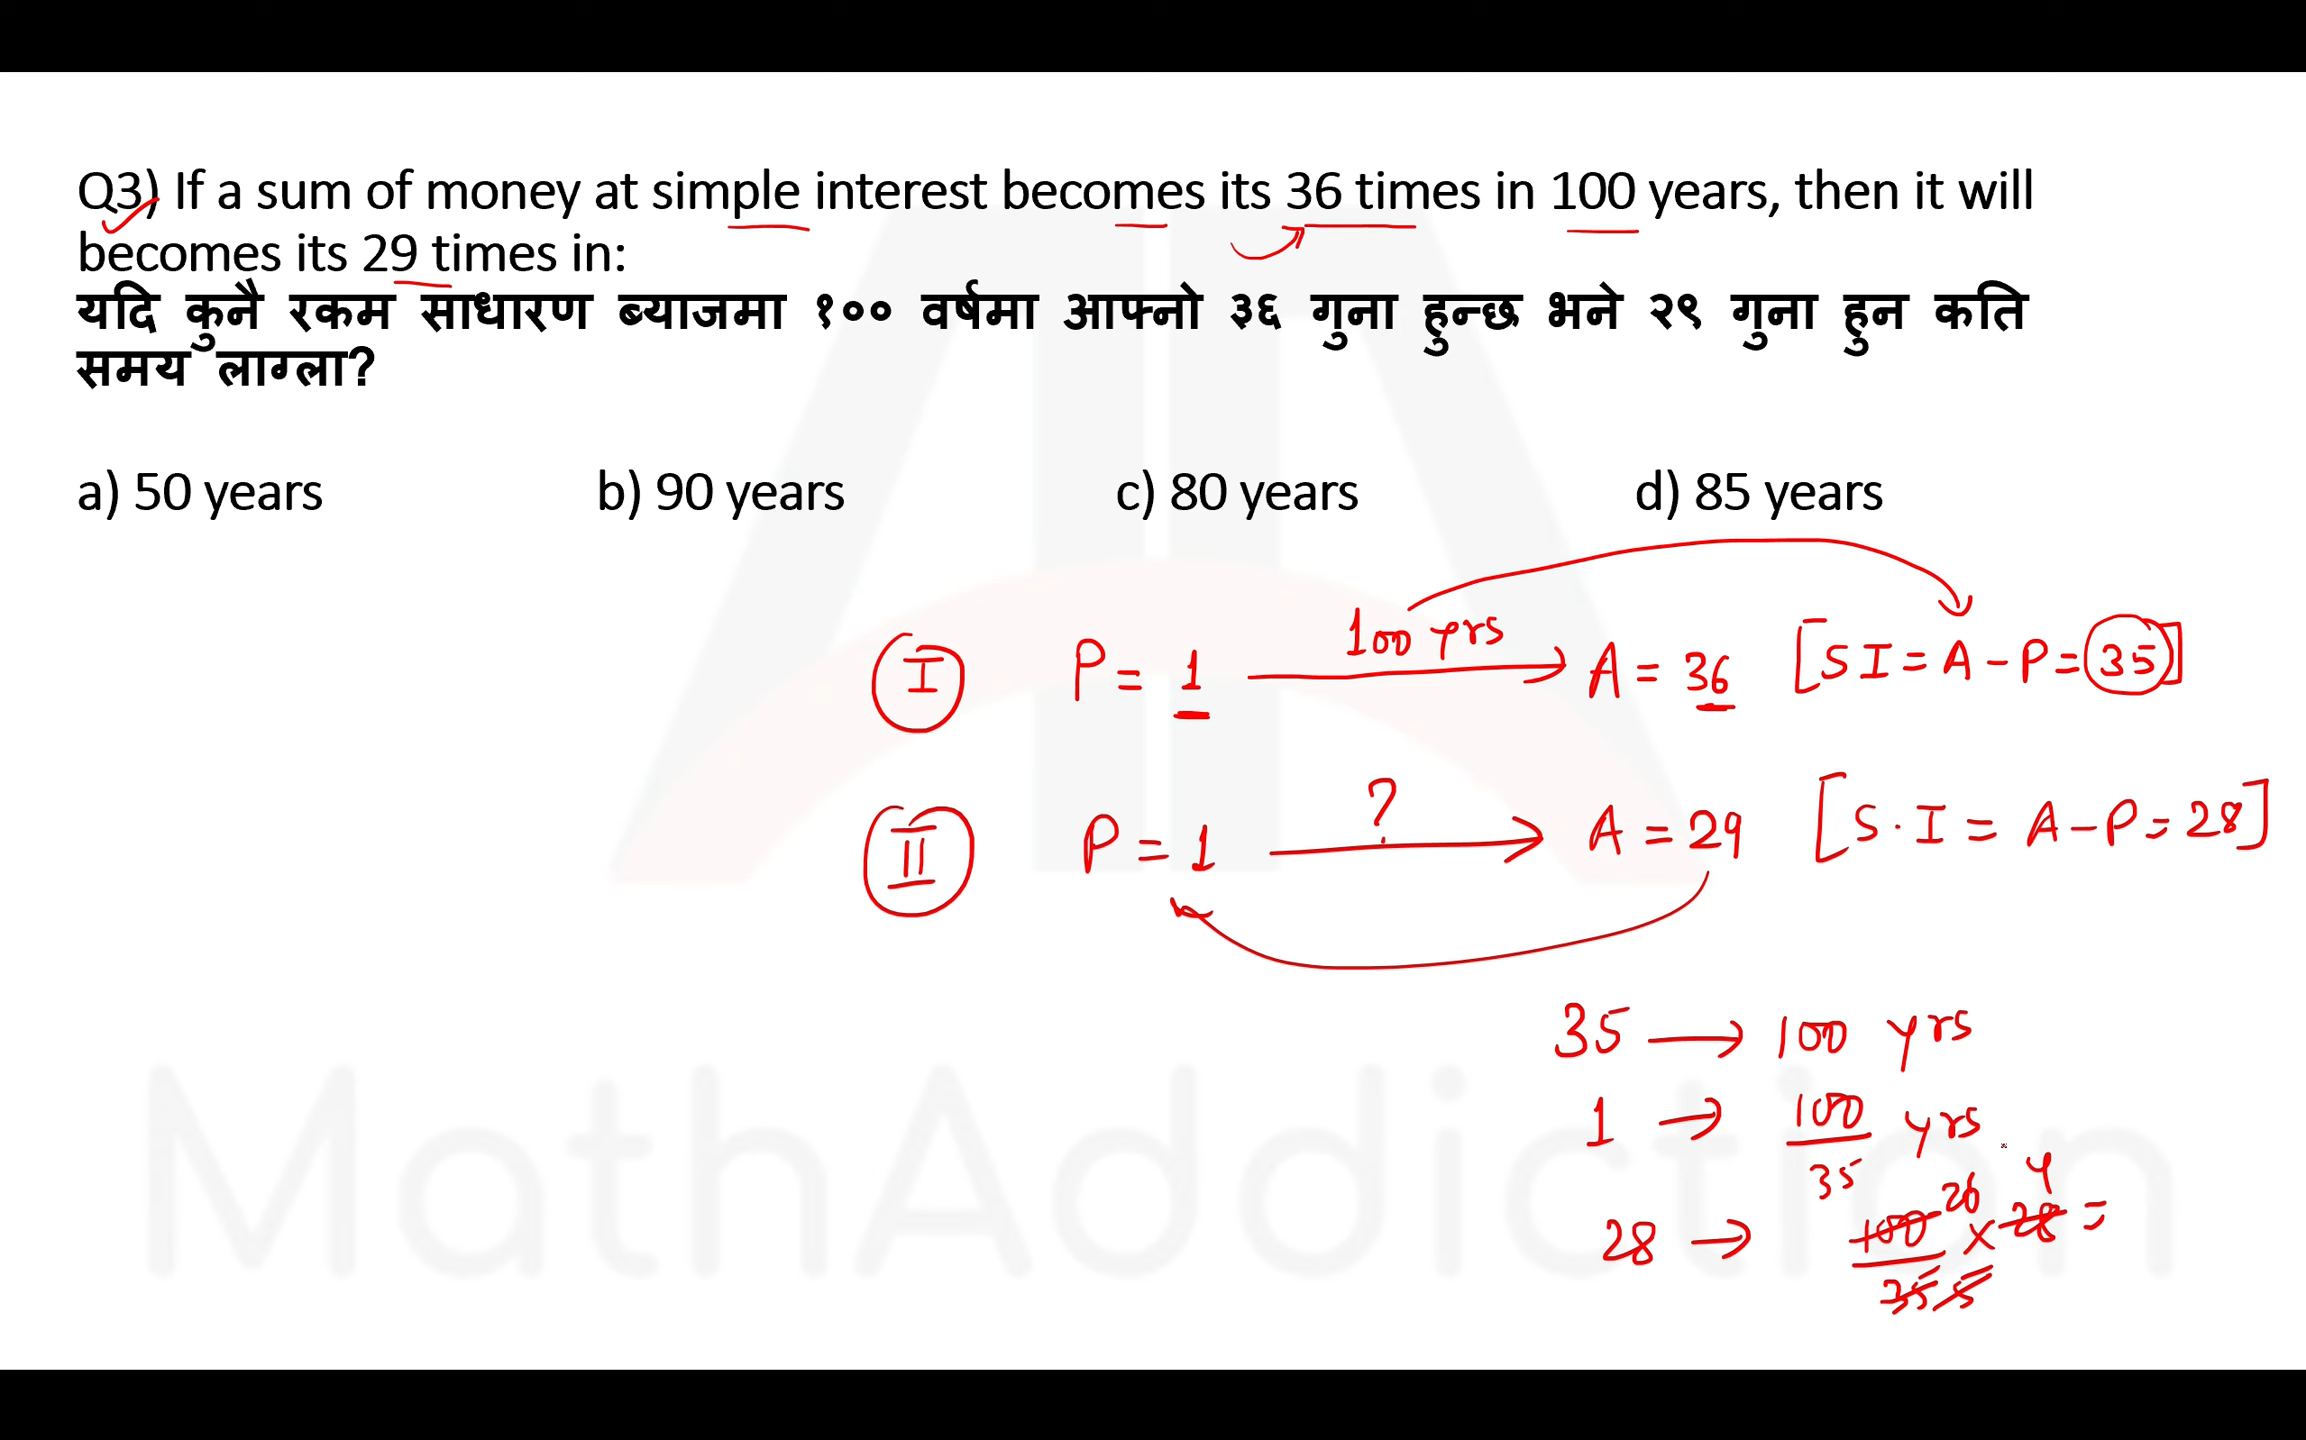 Q3) If a sum of money at simple interest becomes its 36 times in 100 years, then it will
becomes its 29 times in:
यदि कुनै रकम साधारण ब्याजमा १०० वर्षमा आफ्नो ३६ गुना हुन्छ भने २९ गुना हुन कति
समय लाग्ला?
a) 50 years b) 90 years c) 80 years d) 85 years
I P = 1 100 yrs A = 36 [SI = A - P = 35]
II P = 1 ? A = 29 [S.I = A - P = 28]
35 → 100 yrs
1 → 100/35 yrs
20 4
28 → 100/35 × 28 =
5
MathAddiction